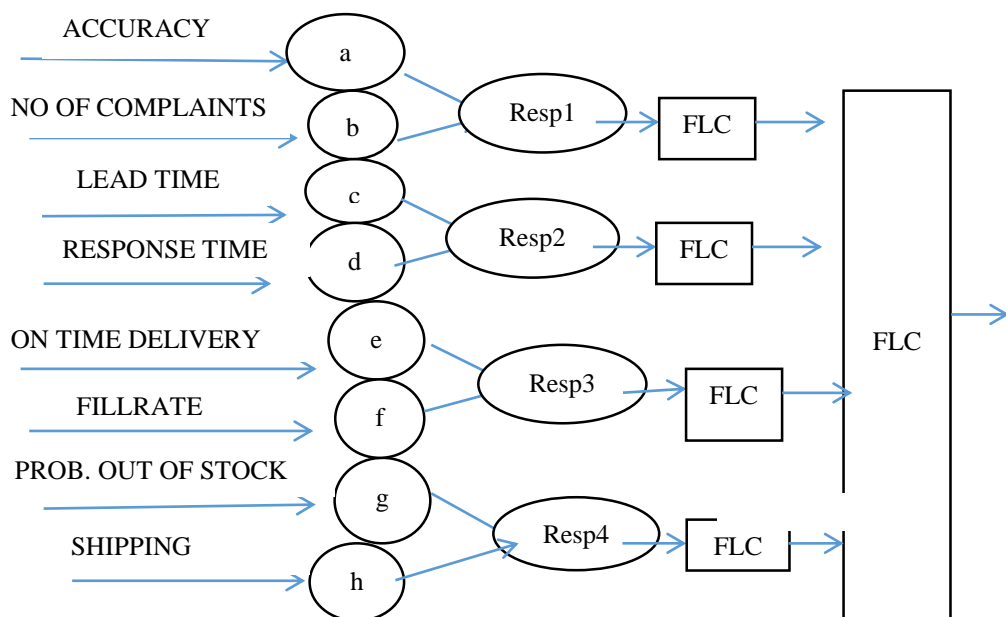 ACCURACY
a
NO OF COMPLAINTS
b
Resp1
FLC
LEAD TIME
c
RESPONSE TIME
d
Resp2
FLC
ON TIME DELIVERY
e
FILLRATE
f
Resp3
FLC
PROB. OUT OF STOCK
g
SHIPPING
h
Resp4
FLC
FLC